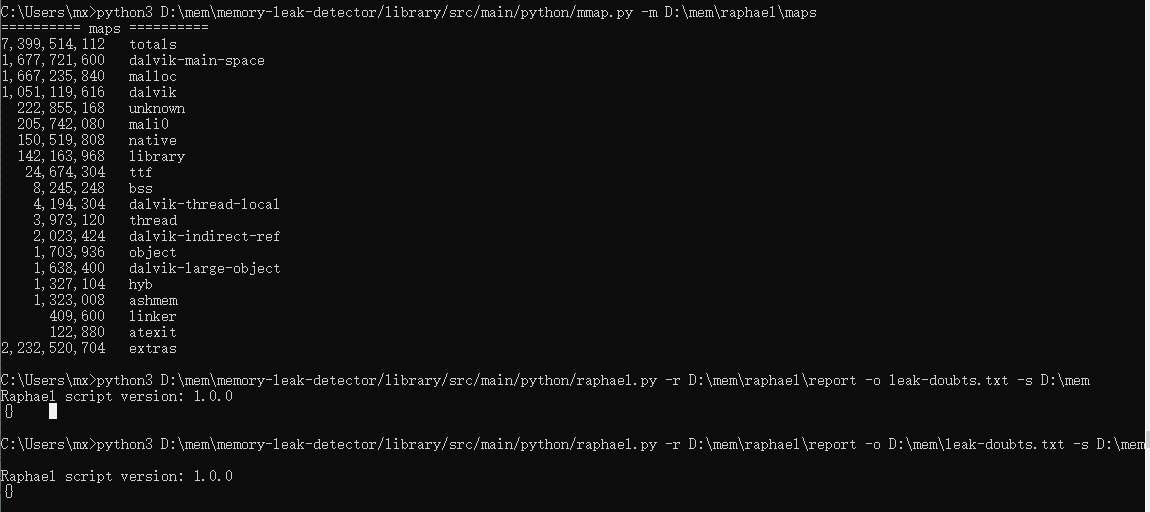 C:\Users\mx>python3 D:\mem\memory-leak-detector/library/src/main/python/mmap.py -m D:\mem\raphael\maps
========== maps ==========
7,399,514,112   totals
1,677,721,600   dalvik-main-space
1,667,235,840   malloc
1,051,119,616   dalvik
222,855,168   unknown
205,742,080   mali0
150,519,808   native
142,163,968   library
24,674,304   ttf
8,245,248   bss
4,194,304   dalvik-thread-local
3,973,120   thread
2,023,424   dalvik-indirect-ref
1,703,936   object
1,638,400   dalvik-large-object
1,327,104   hyb
1,323,008   ashmem
409,600   linker
122,880   atexit
2,232,520,704   extras
C:\Users\mx>python3 D:\mem\memory-leak-detector/library/src/main/python/raphael.py -r D:\mem\raphael\report -o leak-doubts.txt -s D:\mem
Raphael script version: 1.0.0
{}
C:\Users\mx>python3 D:\mem\memory-leak-detector/library/src/main/python/raphael.py -r D:\mem\raphael\report -o D:\mem\leak-doubts.txt -s D:\mem
Raphael script version: 1.0.0
{}